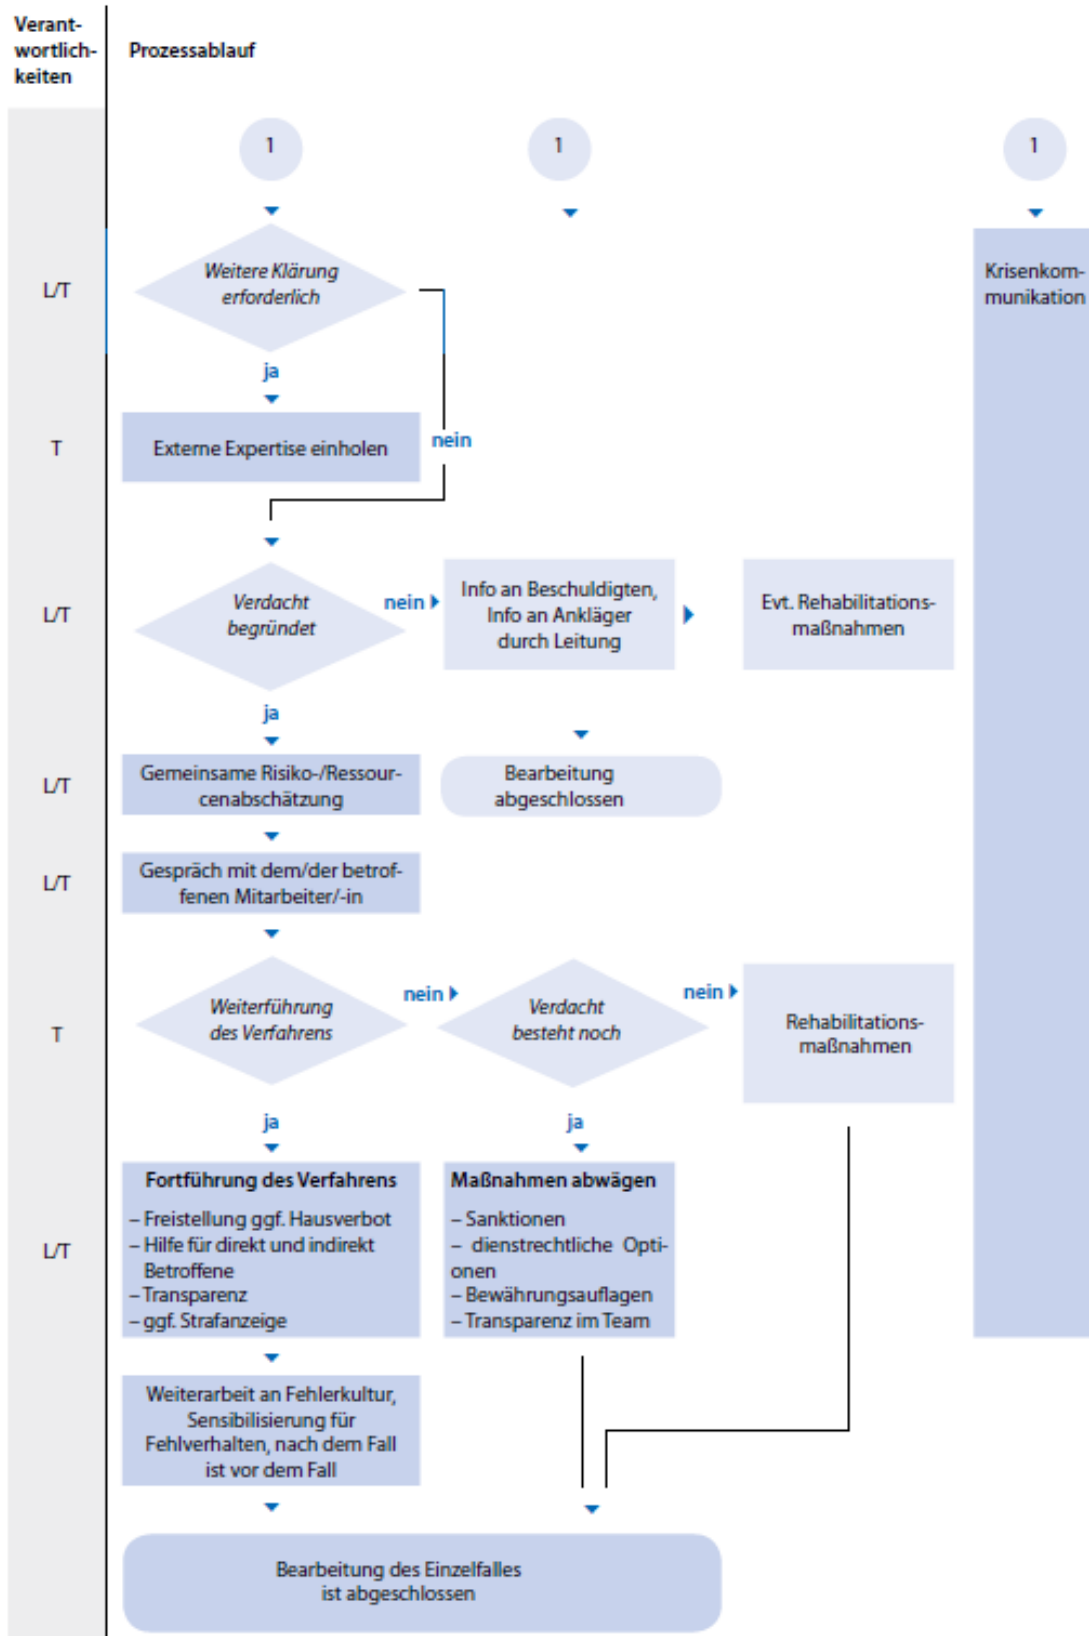 Verant-
wortlich-
keiten
Prozessablauf
1
1
1
L/T
Weitere Klärung
erforderlich
Krisenkom-
munikation
ja
T
Externe Expertise einholen
nein
L/T
Verdacht
begründet
nein
Info an Beschuldigten,
Info an Ankläger
durch Leitung
Evt. Rehabilitations-
maßnahmen
ja
L/T
Gemeinsame Risiko-/Ressour-
cenabschätzung
Bearbeitung
abgeschlossen
L/T
Gespräch mit dem/der betrof-
fenen Mitarbeiter/-in
T
Weiterführung
des Verfahrens
nein
Verdacht
besteht noch
nein
Rehabilitations-
maßnahmen
ja
ja
L/T
Fortführung des Verfahrens
– Freistellung ggf. Hausverbot
– Hilfe für direkt und indirekt
Betroffene
– Transparenz
– ggf. Strafanzeige
Maßnahmen abwägen
– Sanktionen
– dienstrechtliche Opti-
onen
– Bewährungsauflagen
– Transparenz im Team
Weiterarbeit an Fehlerkultur,
Sensibilisierung für
Fehlverhalten, nach dem Fall
ist vor dem Fall
Bearbeitung des Einzelfalles
ist abgeschlossen